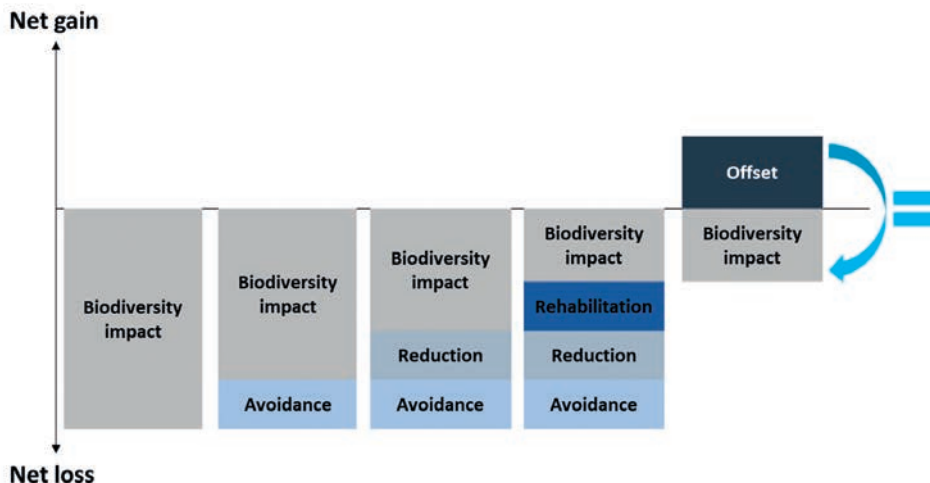 Net gain
Offset
Biodiversity
impact
Biodiversity
impact
Avoidance
Biodiversity
impact
Reduction
Avoidance
Biodiversity
impact
Rehabilitation
Reduction
Avoidance
Biodiversity
impact
Net loss